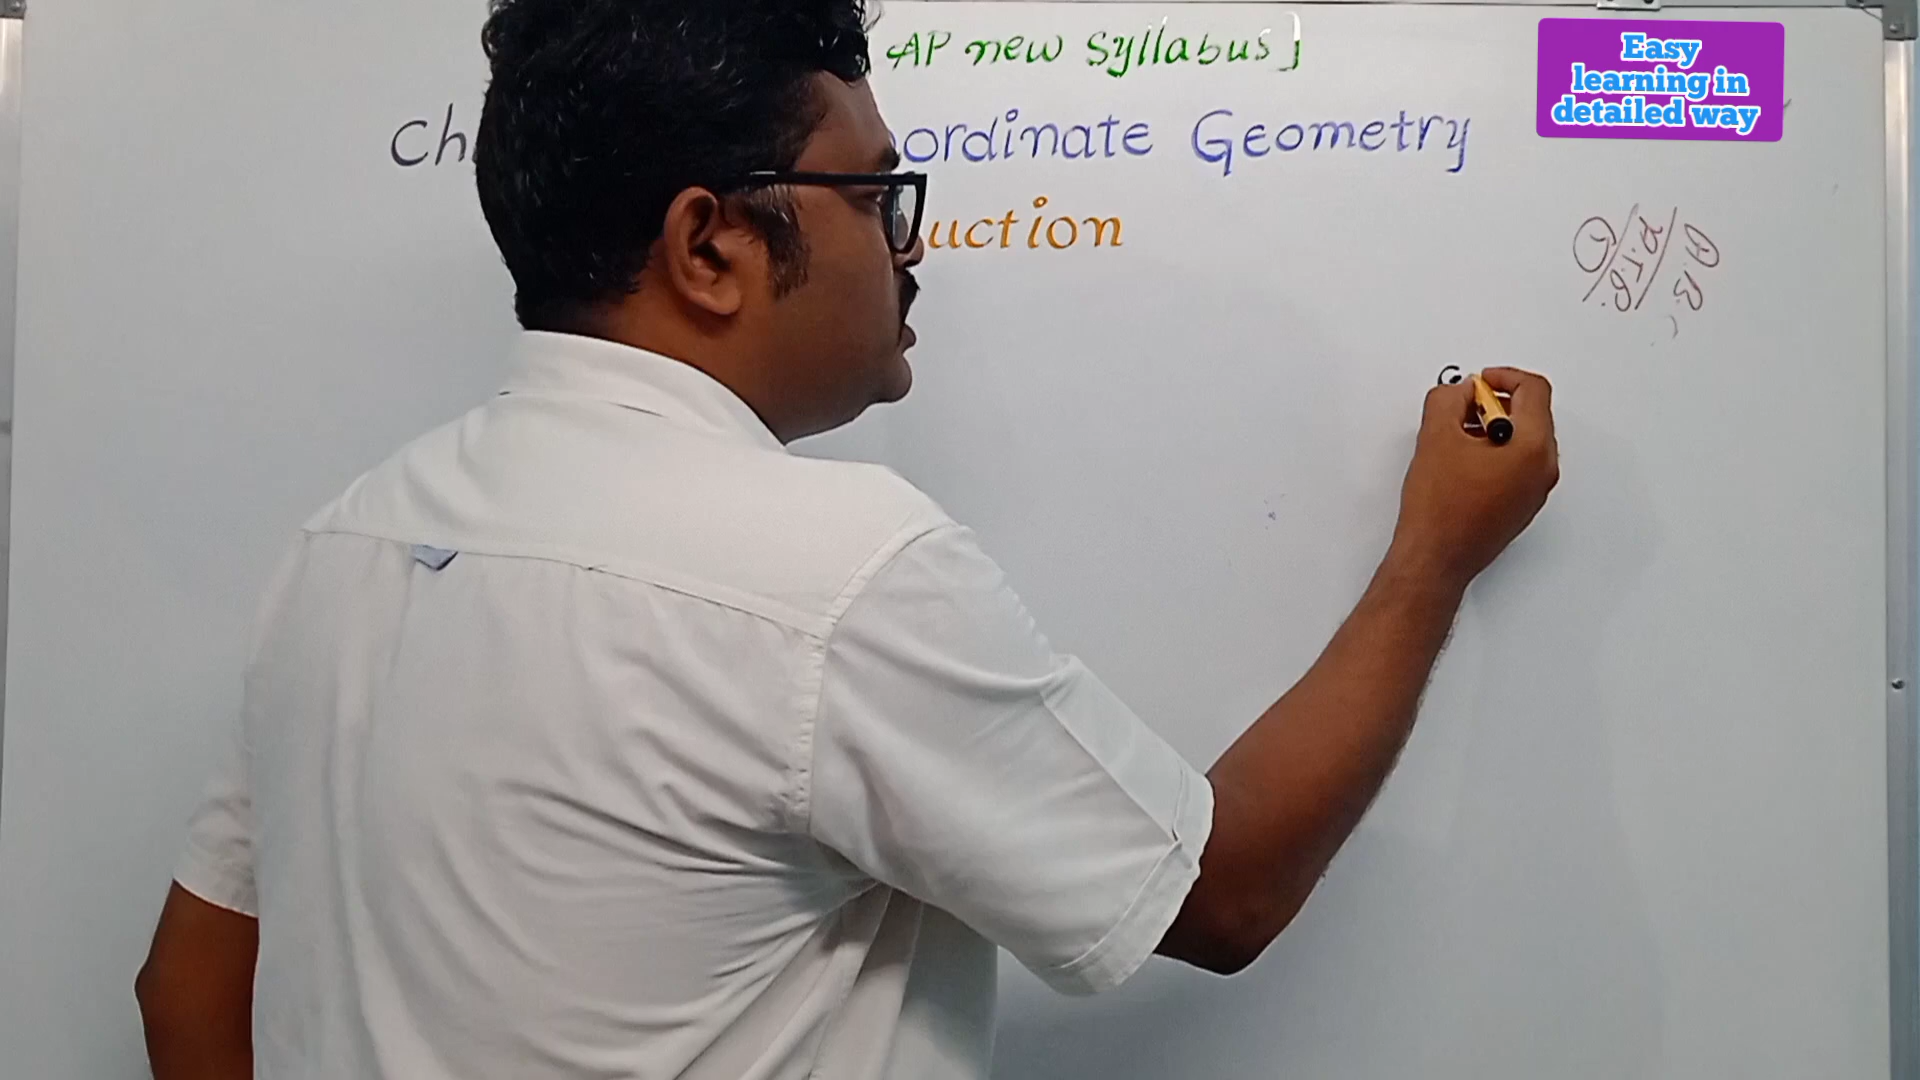 AP new Syllabus]
Ch ordinate Geometry
uction
Easy
learning in
detailed way